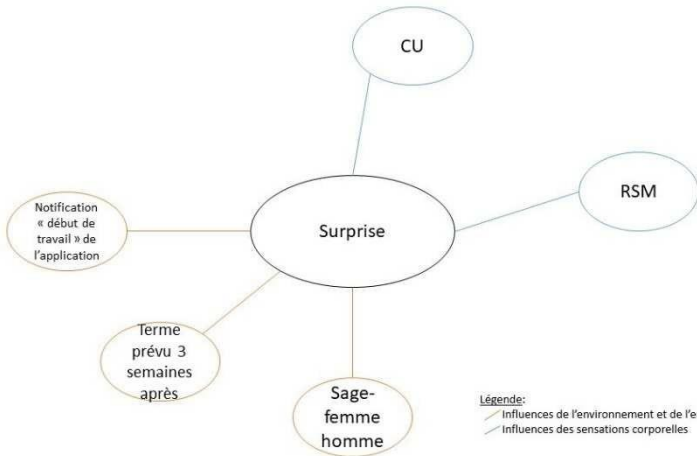 CU
RSM
Surprise
Notification
« début de
travail » de
l'application
Terme
prévu 3
semaines
après
Sage-
femme
homme
Légende:
Influences de l'environnement et de l'e
Influences des sensations corporelles